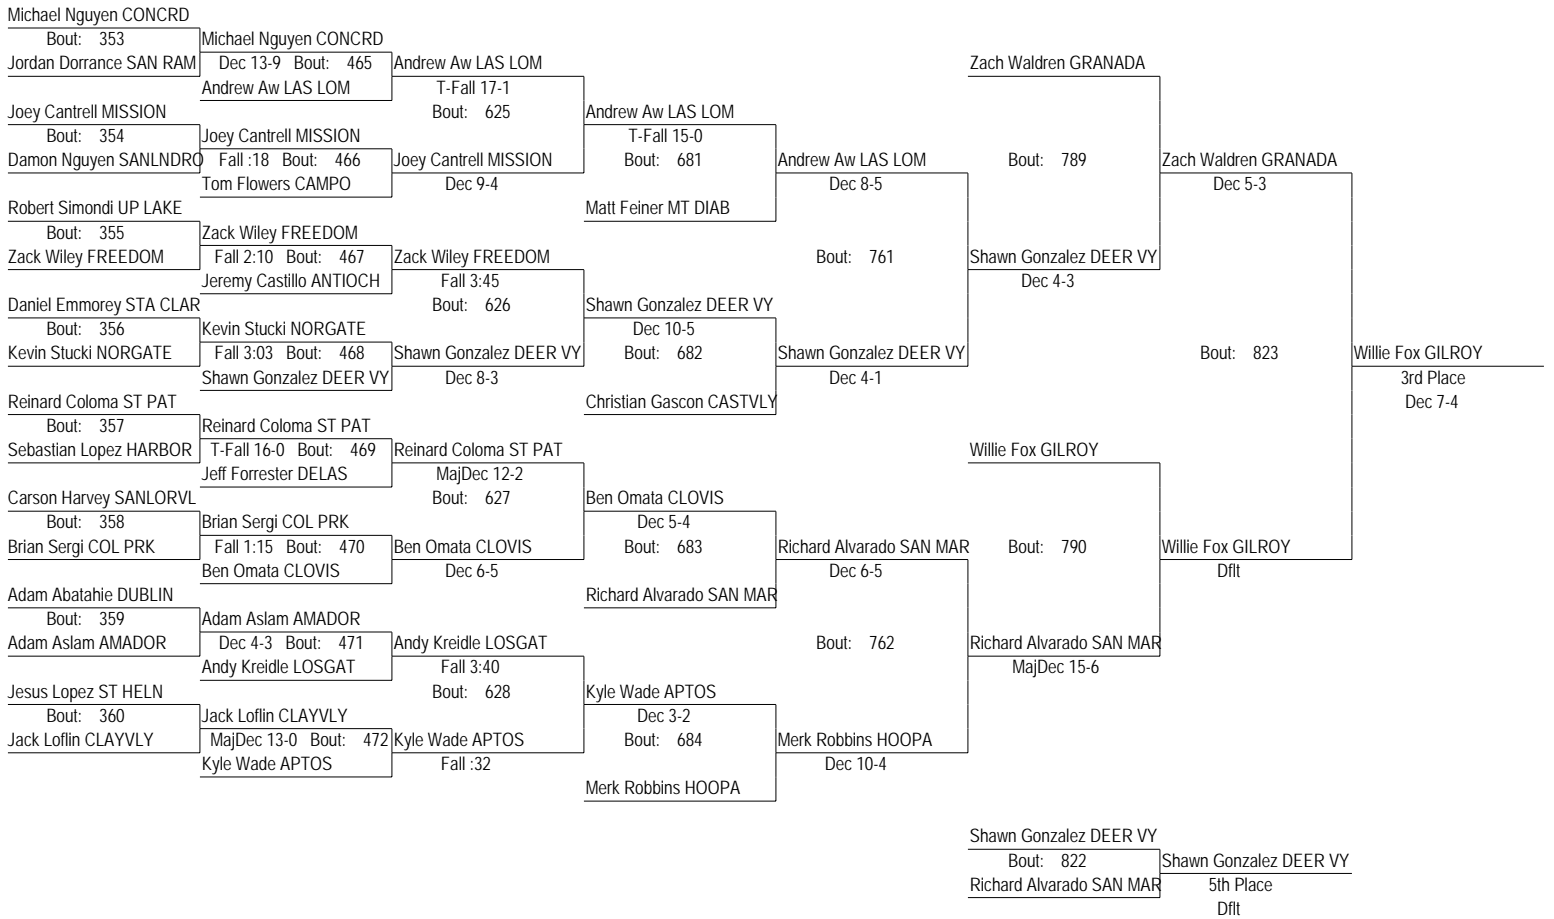 Michael Nguyen CONCRD
Bout: 353
Michael Nguyen CONCRD
Jordan Dorrance SAN RAM
Dec 13-9 Bout: 465
Andrew Aw LAS LOM
Zach Waldren GRANADA
Andrew Aw LAS LOM
T-Fall 17-1
Joey Cantrell MISSION
Bout: 625
Andrew Aw LAS LOM
Bout: 354
Joey Cantrell MISSION
T-Fall 15-0
Damon Nguyen SANLNDRO
Fall :18 Bout: 466
Joey Cantrell MISSION
Bout: 681
Andrew Aw LAS LOM
Bout: 789
Zach Waldren GRANADA
Tom Flowers CAMPO
Dec 9-4
Dec 8-5
Dec 5-3
Robert Simondi UP LAKE
Matt Feiner MT DIAB
Bout: 355
Zack Wiley FREEDOM
Zack Wiley FREEDOM
Fall 2:10 Bout: 467
Zack Wiley FREEDOM
Bout: 761
Shawn Gonzalez DEER VY
Jeremy Castillo ANTIOCH
Fall 3:45
Dec 4-3
Daniel Emmorey STA CLAR
Bout: 626
Shawn Gonzalez DEER VY
Bout: 356
Kevin Stucki NORGATE
Dec 10-5
Kevin Stucki NORGATE
Fall 3:03 Bout: 468
Shawn Gonzalez DEER VY
Bout: 682
Shawn Gonzalez DEER VY
Bout: 823
Willie Fox GILROY
Shawn Gonzalez DEER VY
Dec 8-3
Dec 4-1
3rd Place
Reinard Coloma ST PAT
Christian Gascon CASTVLY
Dec 7-4
Bout: 357
Reinard Coloma ST PAT
Sebastian Lopez HARBOR
T-Fall 16-0 Bout: 469
Reinard Coloma ST PAT
Willie Fox GILROY
Jeff Forrester DELAS
MajDec 12-2
Carson Harvey SANLORVL
Bout: 627
Ben Omata CLOVIS
Bout: 358
Brian Sergi COL PRK
Dec 5-4
Brian Sergi COL PRK
Fall 1:15 Bout: 470
Ben Omata CLOVIS
Bout: 683
Richard Alvarado SAN MAR
Bout: 790
Willie Fox GILROY
Ben Omata CLOVIS
Dec 6-5
Dec 6-5
Dflt
Adam Abatahie DUBLIN
Richard Alvarado SAN MAR
Bout: 359
Adam Aslam AMADOR
Adam Aslam AMADOR
Dec 4-3 Bout: 471
Andy Kreidle LOSGAT
Bout: 762
Richard Alvarado SAN MAR
Andy Kreidle LOSGAT
Fall 3:40
MajDec 15-6
Jesus Lopez ST HELN
Bout: 628
Kyle Wade APTOS
Bout: 360
Jack Loflin CLAYVLY
Dec 3-2
Jack Loflin CLAYVLY
MajDec 13-0 Bout: 472
Kyle Wade APTOS
Bout: 684
Merk Robbins HOOPA
Kyle Wade APTOS
Fall :32
Dec 10-4
Merk Robbins HOOPA
Shawn Gonzalez DEER VY
Bout: 822
Shawn Gonzalez DEER VY
Richard Alvarado SAN MAR
5th Place
Dflt